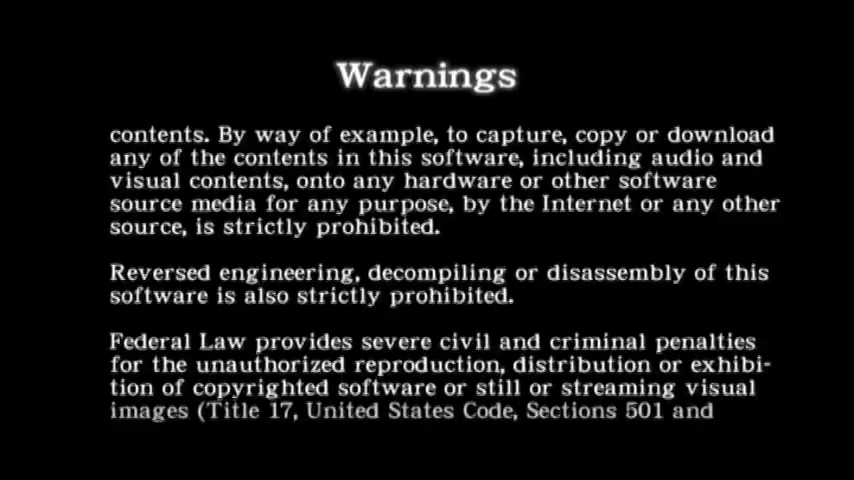 Warnings
contents. By way of example, to capture, copy or download
any of the contents in this software, including audio and
visual contents, onto any hardware or other software
source media for any purpose, by the Internet or any other
source, is strictly prohibited.
Reversed engineering, decompiling or disassembly of this
software is also strictly prohibited.
Federal Law provides severe civil and criminal penalties
for the unauthorized reproduction, distribution or exhibi-
tion of copyrighted software or still or streaming visual
images (Title 17, United States Code, Sections 501 and